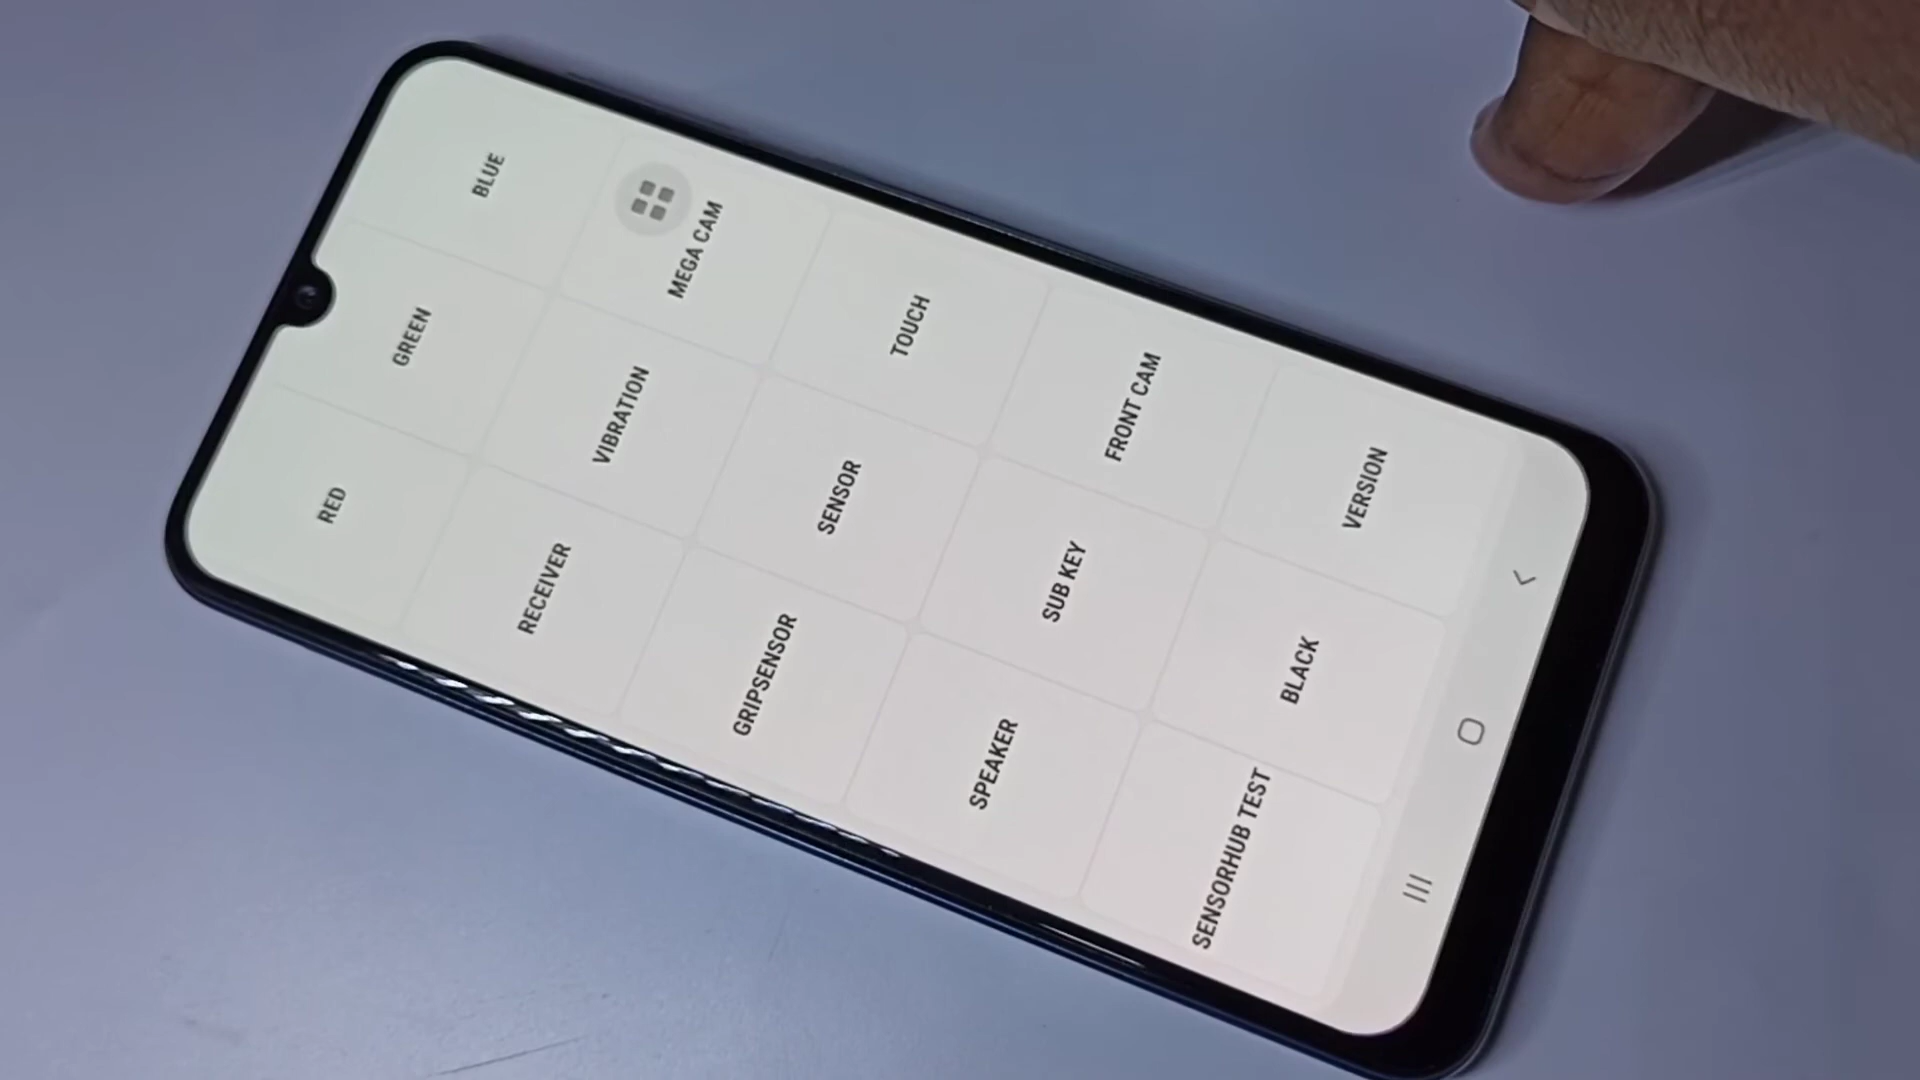 RED
GREEN
BLUE
RECEIVER
VIBRATION
MEGA CAM
GRIPSENSOR
SENSOR
TOUCH
SPEAKER
SUB KEY
FRONT CAM
SENSORHUB TEST
BLACK
VERSION